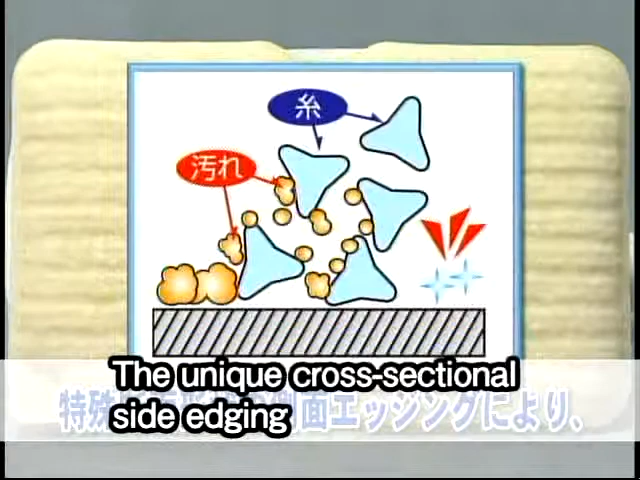 糸
汚れ
The unique cross-sectional
side edging
特殊 側面エッジングにより、